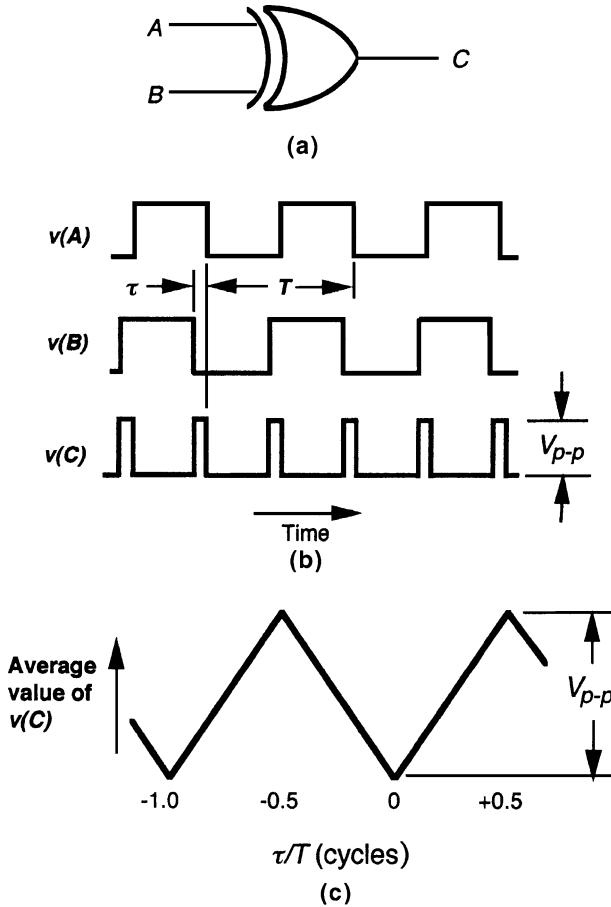 A
C
B
(a)
v(A)
τ
T
v(B)
v(C)
Vp-p
Time
(b)
Average
value of
v(C)
Vp-p
-1.0
-0.5
0
+0.5
τ/T (cycles)
(c)